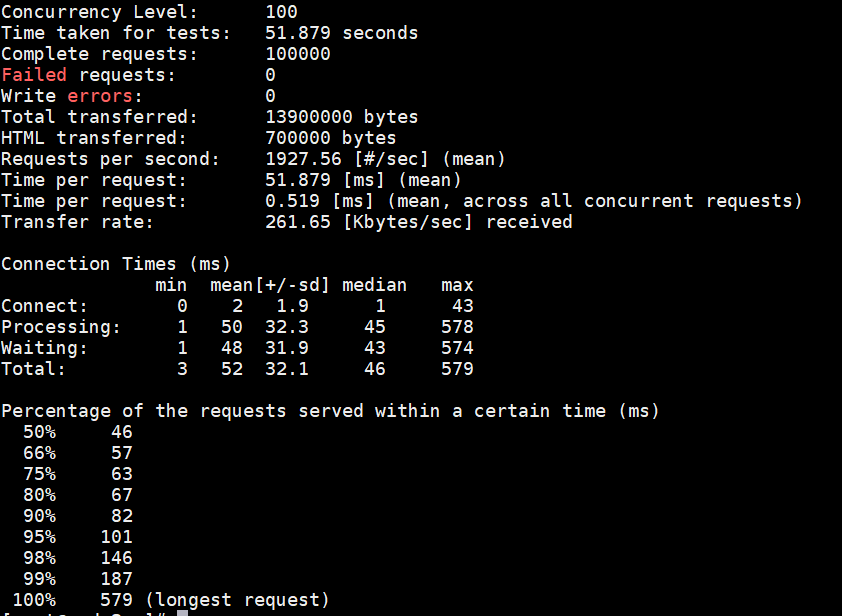 Concurrency Level:      100
Time taken for tests:   51.879 seconds
Complete requests:      100000
Failed requests:        0
Write errors:           0
Total transferred:      13900000 bytes
HTML transferred:       700000 bytes
Requests per second:    1927.56 [#/sec] (mean)
Time per request:       51.879 [ms] (mean)
Time per request:       0.519 [ms] (mean, across all concurrent requests)
Transfer rate:          261.65 [Kbytes/sec] received

Connection Times (ms)
              min  mean[+/-sd] median   max
Connect:        0    2   1.9      1      43
Processing:     1   50  32.3     45     578
Waiting:        1   48  31.9     43     574
Total:          3   52  32.1     46     579

Percentage of the requests served within a certain time (ms)
  50%     46
  66%     57
  75%     63
  80%     67
  90%     82
  95%    101
  98%    146
  99%    187
 100%    579 (longest request)